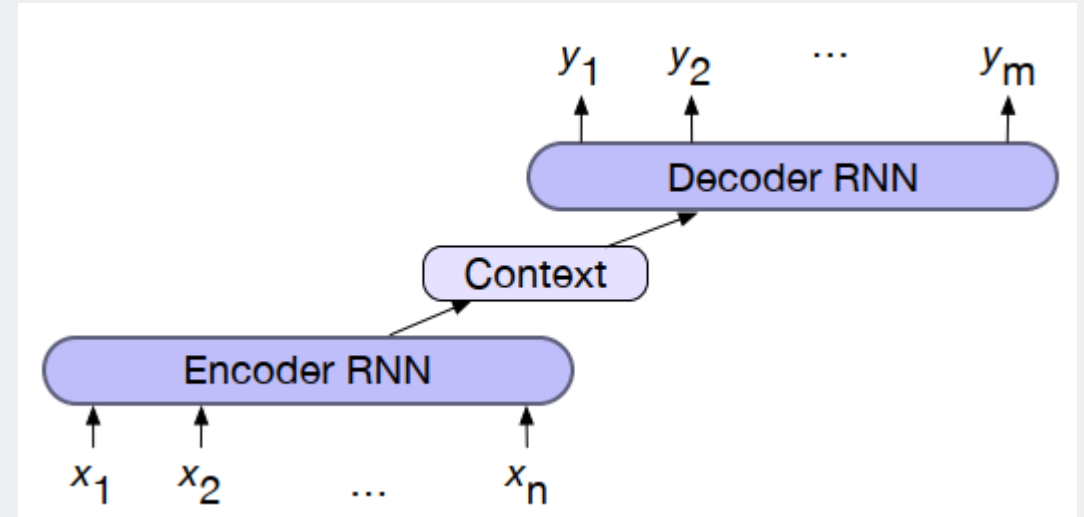 y1 y2 ... ym
Decoder RNN
Context
Encoder RNN
x1 x2 ... xn